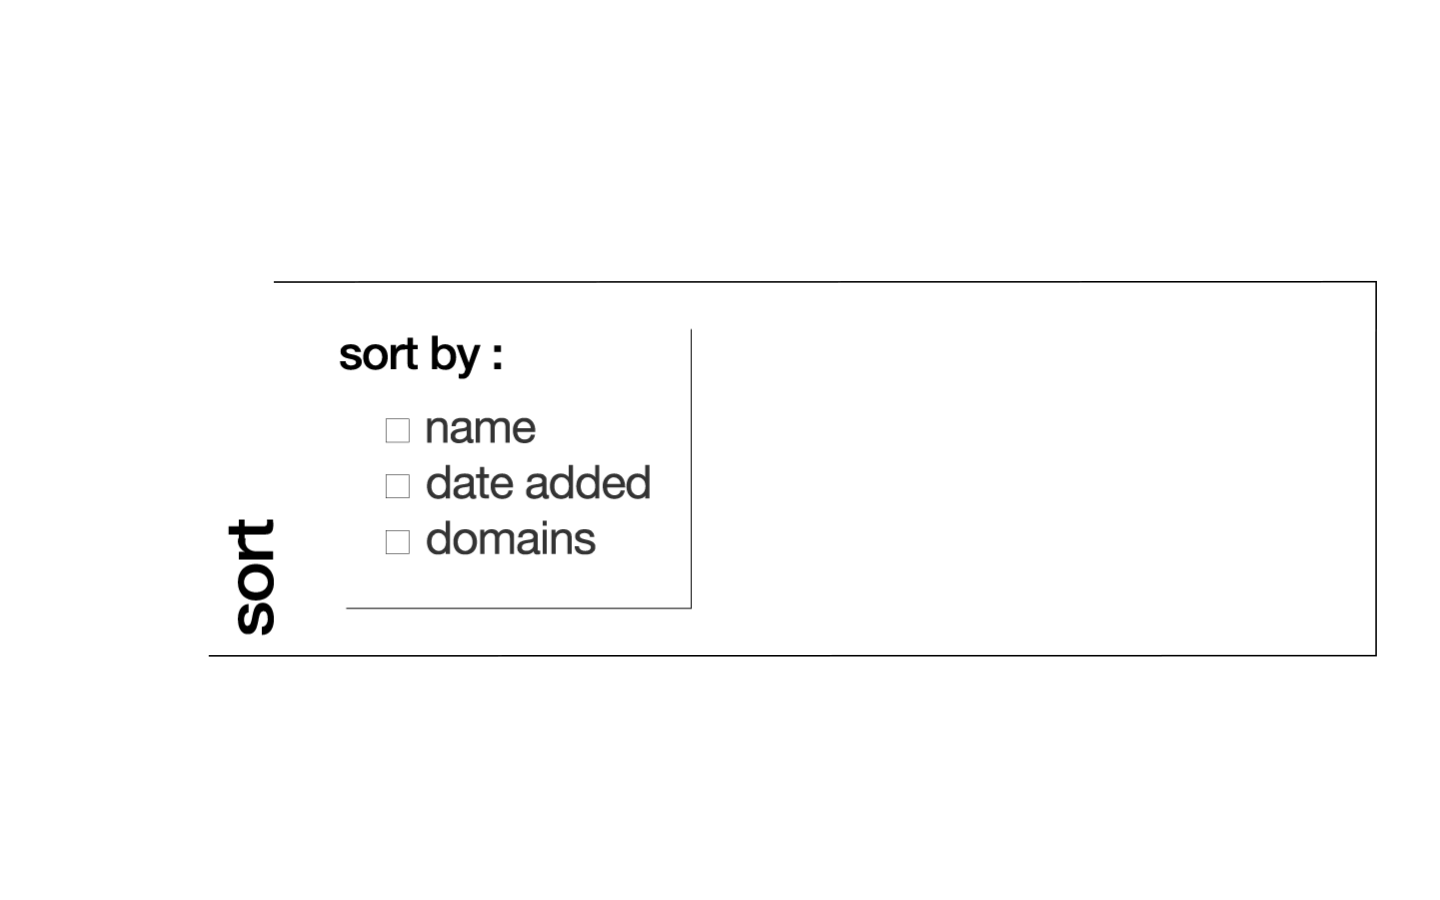 sort
sort by :
name
date added
domains